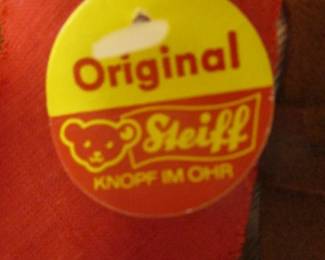 Original
Steiff
KNOPF IM OHR